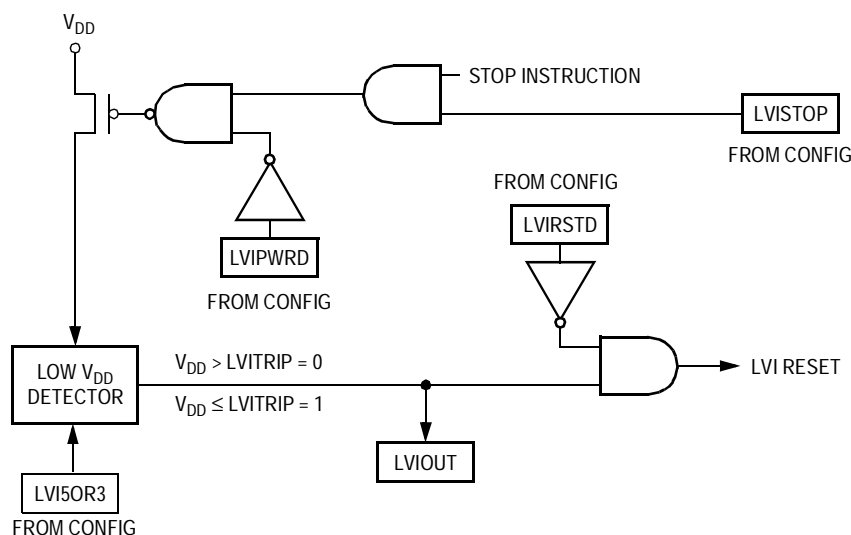 VDD
STOP INSTRUCTION
LVISTOP
FROM CONFIG
FROM CONFIG
LVIRSTD
LVIPWRD
FROM CONFIG
LOW VDD
DETECTOR
VDD > LVITRIP = 0
VDD ≤ LVITRIP = 1
LVI RESET
LVIOUT
LVI5OR3
FROM CONFIG